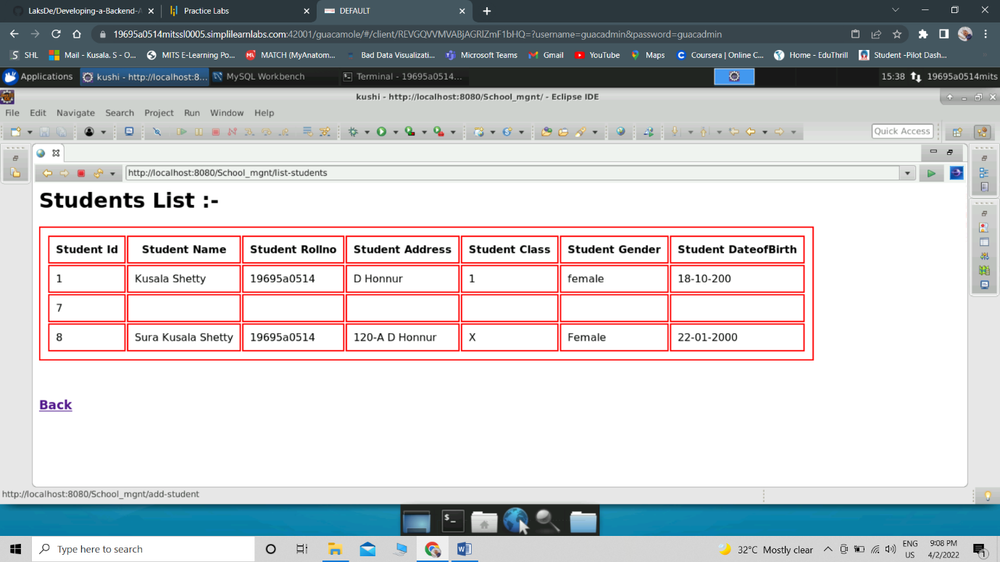 LaksDe/Developing-a-Backend-A
Practice Labs
DEFAULT
19695a0514mitssl0005.simplilearnlabs.com:42001/guacamole/#/client/REVGQVVMVABjAGRlZmF1bHQ=?username=guacadmin&password=guacadmin
SHL
Mail - Kusala. S - O...
MITS E-Learning Po...
MATCH (MyAnatom...
Bad Data Visualizati...
Microsoft Teams
Gmail
YouTube
Maps
Coursera | Online C...
Home - EduThrill
Student -Pilot Dash...
Applications
kushi - http://localhost:8...
MySQL Workbench
Terminal - 19695a0514...
15:38
19695a0514mits
kushi - http://localhost:8080/School_mgnt/ - Eclipse IDE
File Edit Navigate Search Project Run Window Help
Quick Access
http://localhost:8080/School_mgnt/list-students
Students List :-
Student Id Student Name Student Rollno Student Address Student Class Student Gender Student DateofBirth
1 Kusala Shetty 19695a0514 D Honnur 1 female 18-10-200
7
8 Sura Kusala Shetty 19695a0514 120-A D Honnur X Female 22-01-2000
Back
http://localhost:8080/School_mgnt/add-student
Type here to search
32°C Mostly clear
ENG
US
9:08 PM
4/2/2022
1